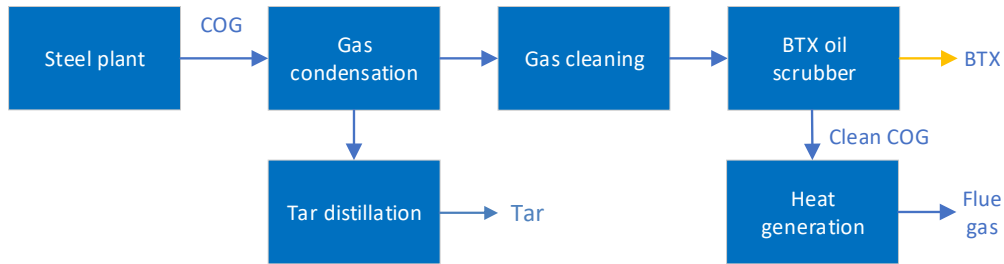 COG
Steel plant
Gas
condensation
Gas cleaning
BTX oil
scrubber
BTX
Clean COG
Tar distillation
Tar
Heat
generation
Flue
gas